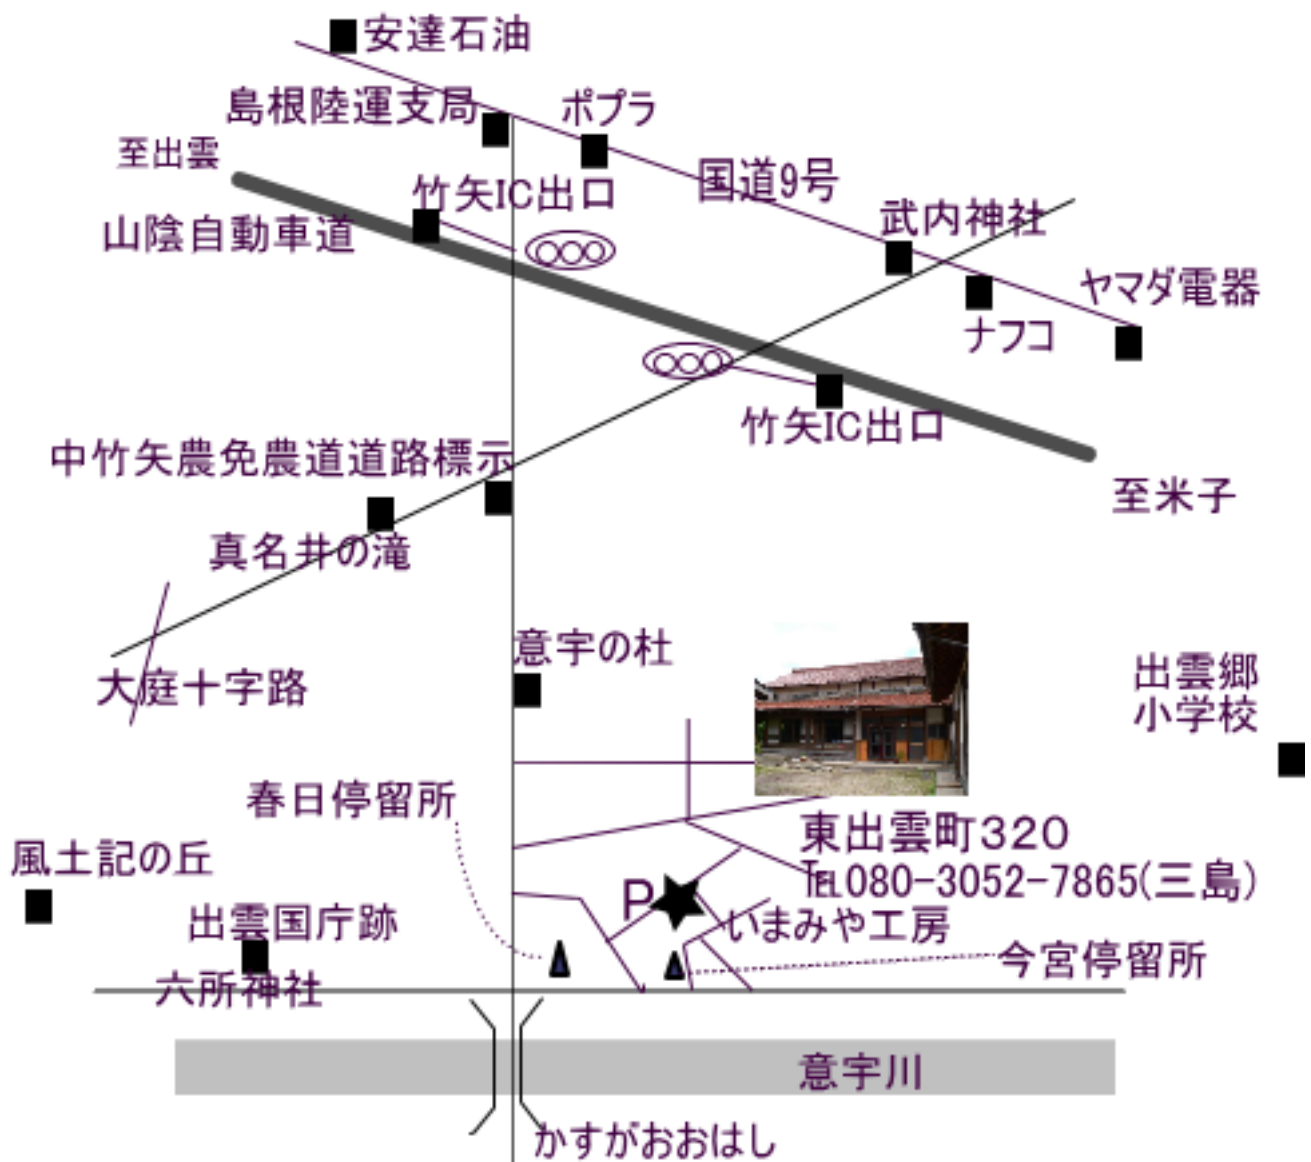 安達石油
島根陸運支局
ポプラ
至出雲
国道9号
竹矢IC出口
山陰自動車道
武内神社
ヤマダ電器
ナフコ
竹矢IC出口
中竹矢農免農道道路標示
至米子
真名井の滝
意宇の杜
大庭十字路
出雲郷
小学校
春日停留所
東出雲町320
風土記の丘
℡080-3052-7865(三島)
P
いまみや工房
出雲国庁跡
今宮停留所
六所神社
意宇川
かすがおおはし